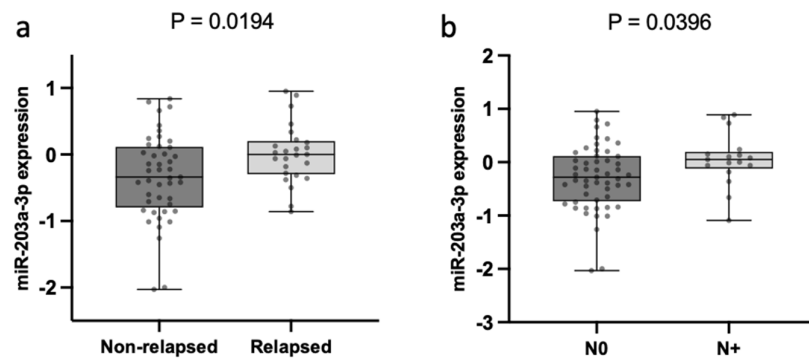 a
P = 0.0194
miR-203a-3p expression
1
0
-1
-2
Non-relapsed
Relapsed
b
P = 0.0396
miR-203a-3p expression
2
1
0
-1
-2
-3
N0
N+